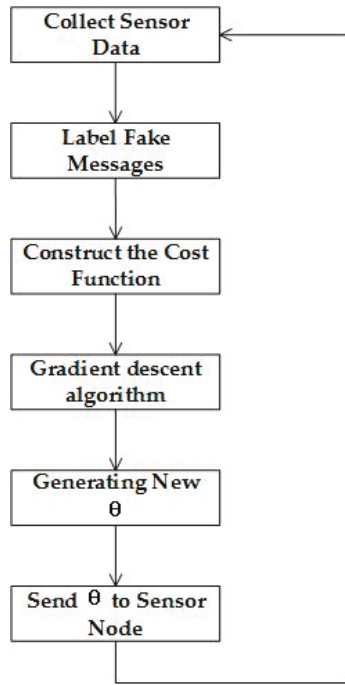 Collect Sensor
Data
Label Fake
Messages
Construct the Cost
Function
Gradient descent
algorithm
Generating New
θ
Send θ to Sensor
Node